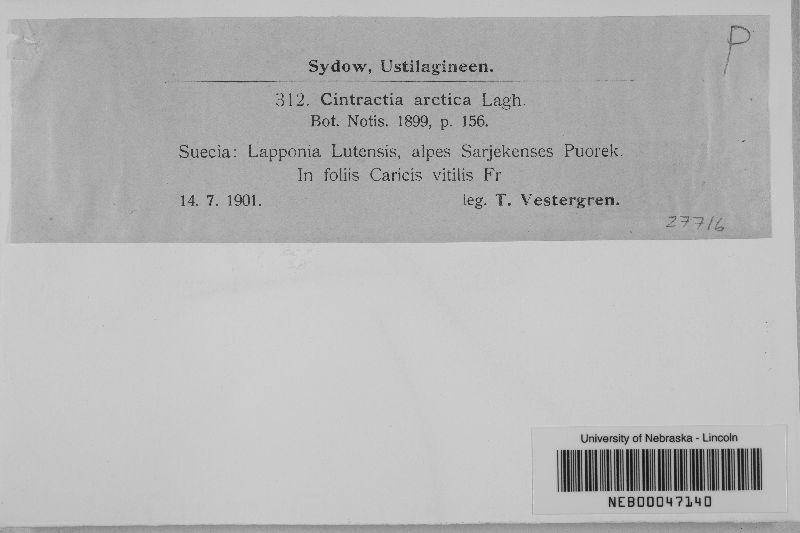 P
Sydow, Ustilagineen.
312. Cintractia arctica Lagh.
Bot. Notis. 1899, p. 156.
Suecia: Lapponia Lutensis, alpes Sarjekenses Puorek.
In foliis Caricis vitilis Fr
14. 7. 1901. leg. T. Vestergren.
27716
University of Nebraska - Lincoln
NEB00047140